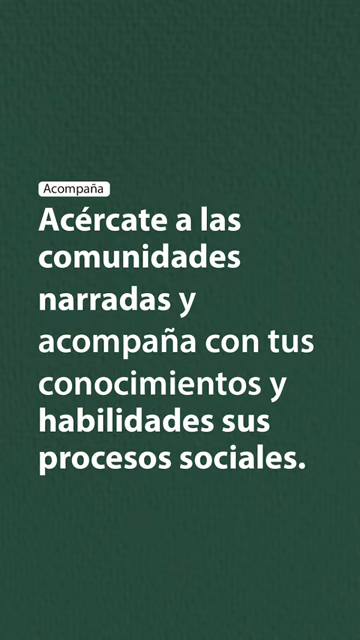 Acompaña
Acércate a las
comunidades
narradas y
acompaña con tus
conocimientos y
habilidades sus
procesos sociales.